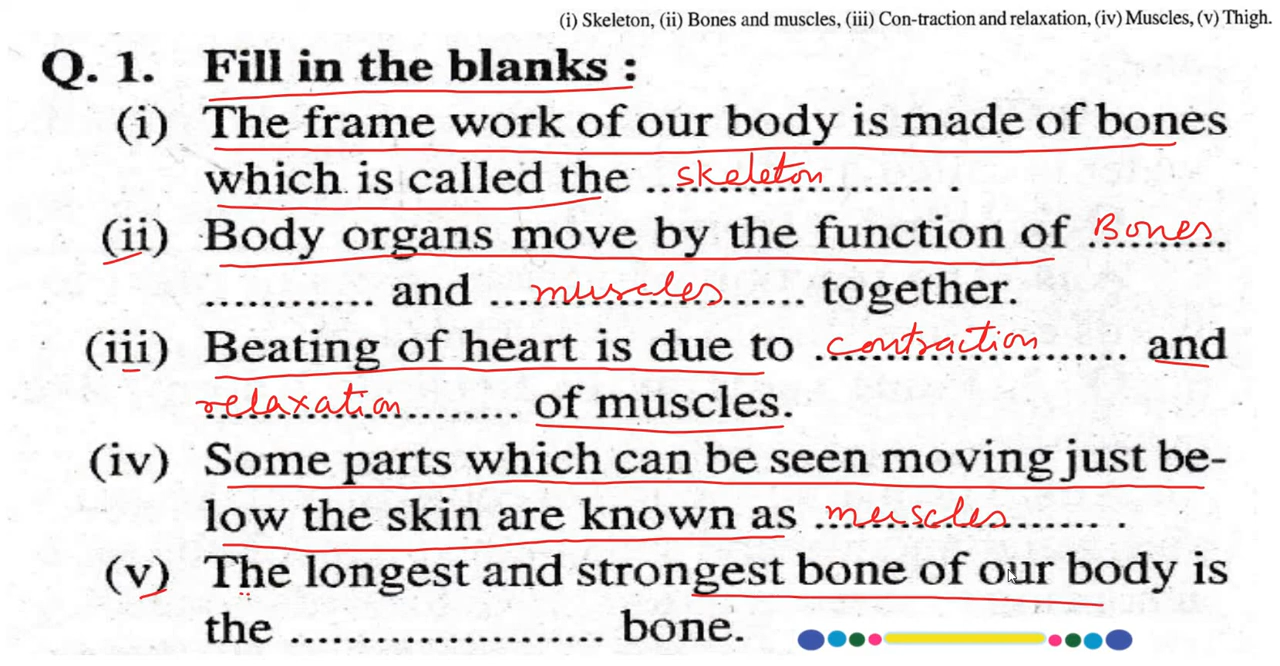 (i) Skeleton, (ii) Bones and muscles, (iii) Con-traction and relaxation, (iv) Muscles, (v) Thigh.
Q. 1. Fill in the blanks :
(i) The frame work of our body is made of bones
which is called the ...skeleton........... .
(ii) Body organs move by the function of .Bones..
............ and ...muscles...... together.
(iii) Beating of heart is due to .contraction...... and
relaxation........ of muscles.
(iv) Some parts which can be seen moving just be-
low the skin are known as ...muscles...... .
(v) The longest and strongest bone of our body is
the ...................... bone.